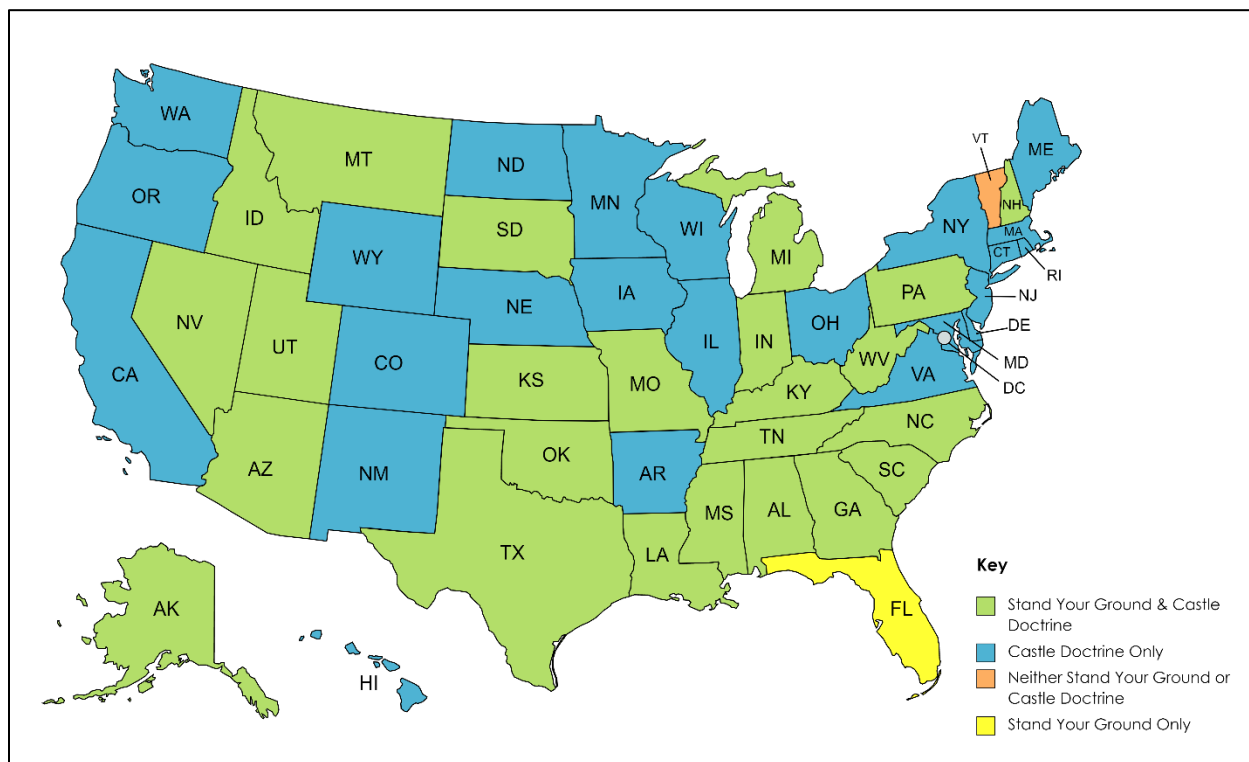 WA
MT
ND
MN
VT
ME
OR
ID
SD
WI
NH
NY
MA
WY
MI
CT
RI
IA
PA
NJ
NE
NV
OH
DE
UT
IL
IN
CA
CO
WV
MD
KS
MO
VA
DC
KY
NC
TN
OK
AZ
NM
AR
SC
MS
AL
GA
TX
LA
Key
AK
FL
Stand Your Ground & Castle
Doctrine
Castle Doctrine Only
HI
Neither Stand Your Ground or
Castle Doctrine
Stand Your Ground Only